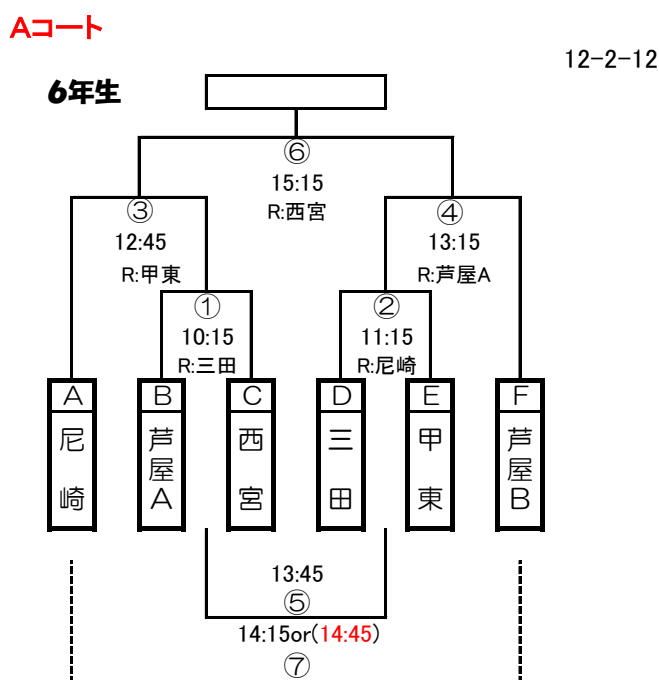 Aコート
12-2-12
6年生
⑥
15:15
R:西宮
③
12:45
R:甲東
④
13:15
R:芦屋A
①
10:15
R:三田
②
11:15
R:尼崎
A
B
C
D
E
F
尼崎
芦屋A
西宮
三田
甲東
芦屋B
13:45
⑤
14:15or(14:45)
⑦